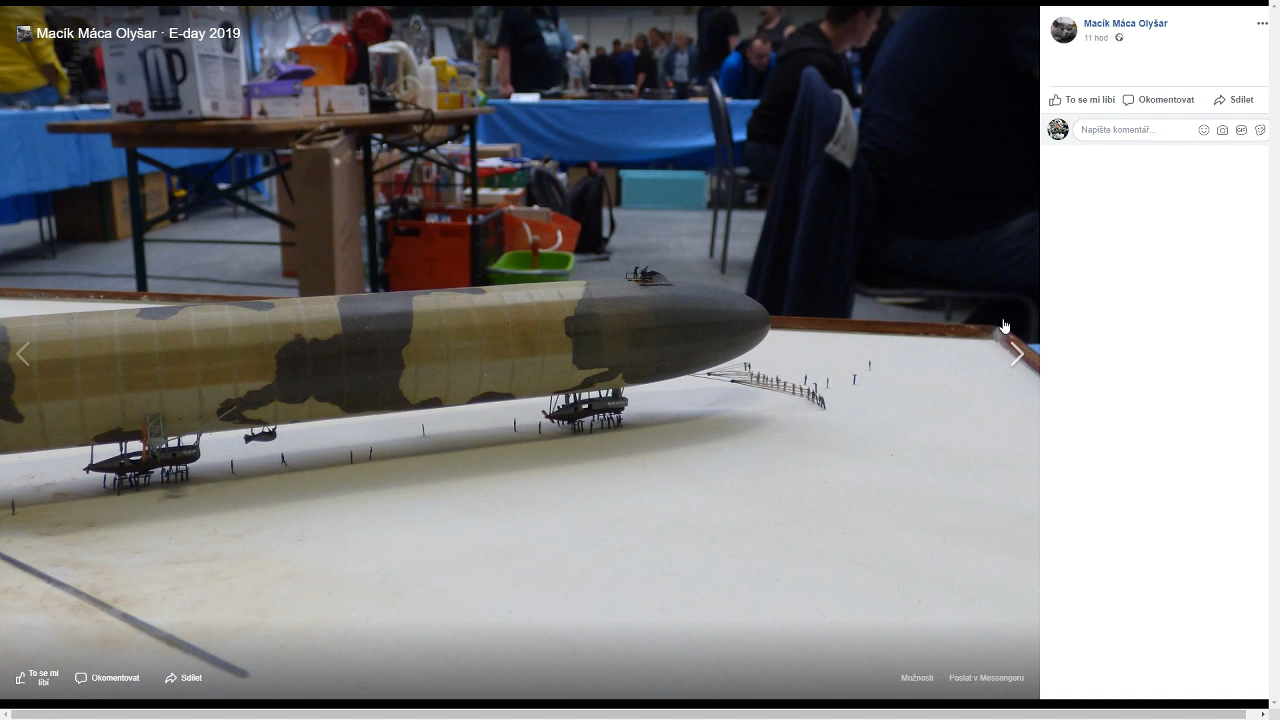 Macík Máca Olyšar · E-day 2019
Macík Máca Olyšar
11 hod ·
To se mi líbí
Okomentovat
Sdílet
Napište komentář...
GIF
To se mi
líbí
Okomentovat
Sdílet
Možnosti
Poslat v Messengeru